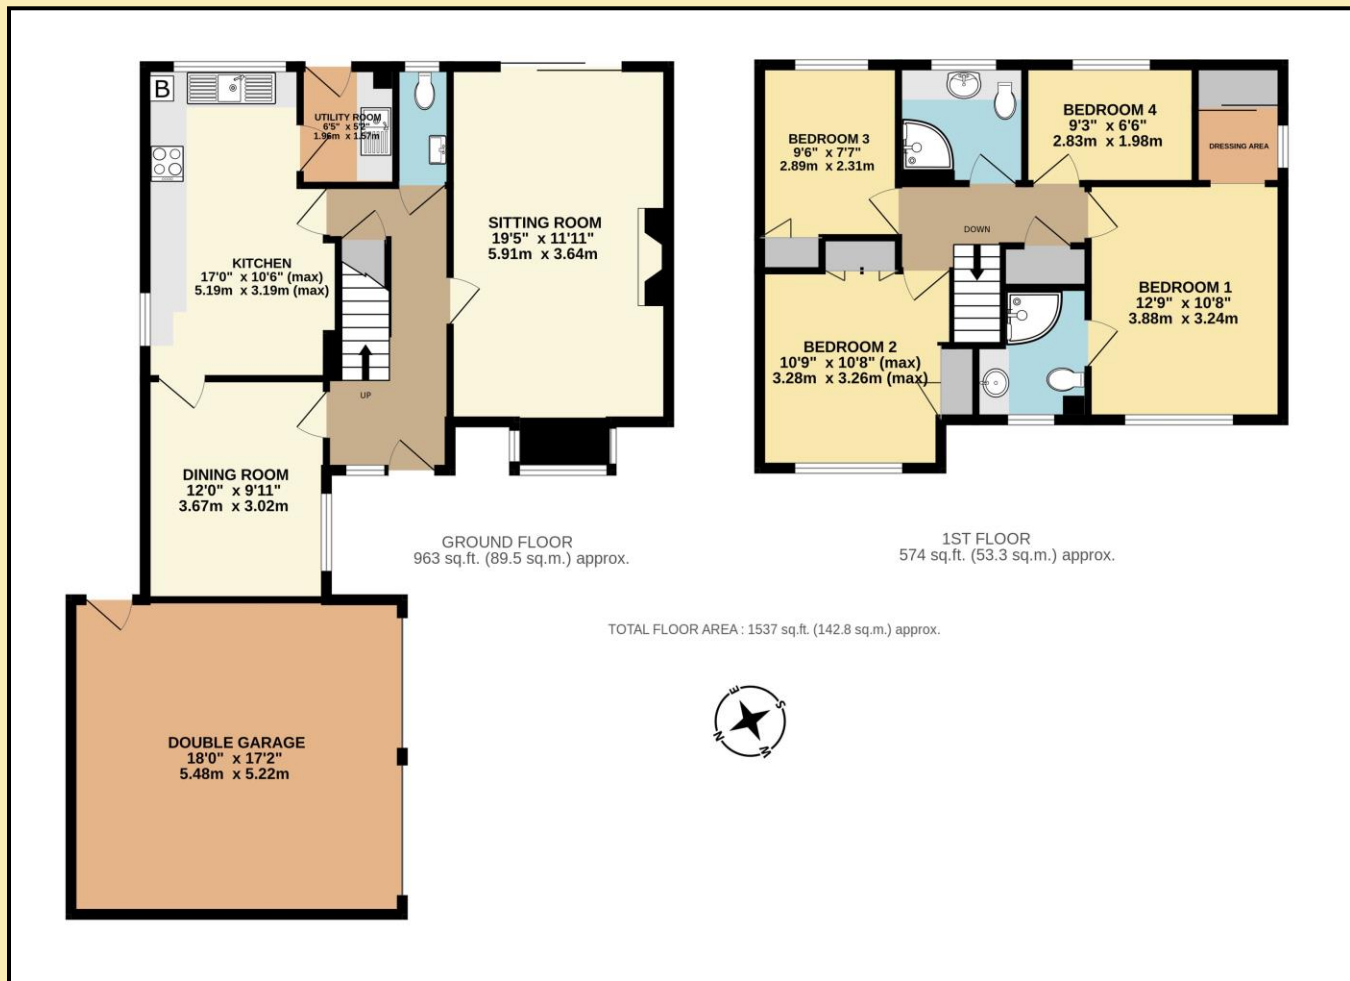 B
UTILITY ROOM
6'5" x 5'2"
1.96m x 1.57m
KITCHEN
17'0" x 10'6" (max)
5.19m x 3.19m (max)
SITTING ROOM
19'5" x 11'11"
5.91m x 3.64m
UP
DINING ROOM
12'0" x 9'11"
3.67m x 3.02m
DOUBLE GARAGE
18'0" x 17'2"
5.48m x 5.22m
GROUND FLOOR
963 sq.ft. (89.5 sq.m.) approx.
BEDROOM 3
9'6" x 7'7"
2.89m x 2.31m
BEDROOM 4
9'3" x 6'6"
2.83m x 1.98m
DRESSING AREA
DOWN
BEDROOM 1
12'9" x 10'8"
3.88m x 3.24m
BEDROOM 2
10'9" x 10'8" (max)
3.28m x 3.26m (max)
1ST FLOOR
574 sq.ft. (53.3 sq.m.) approx.
TOTAL FLOOR AREA : 1537 sq.ft. (142.8 sq.m.) approx.
E
S
N
W